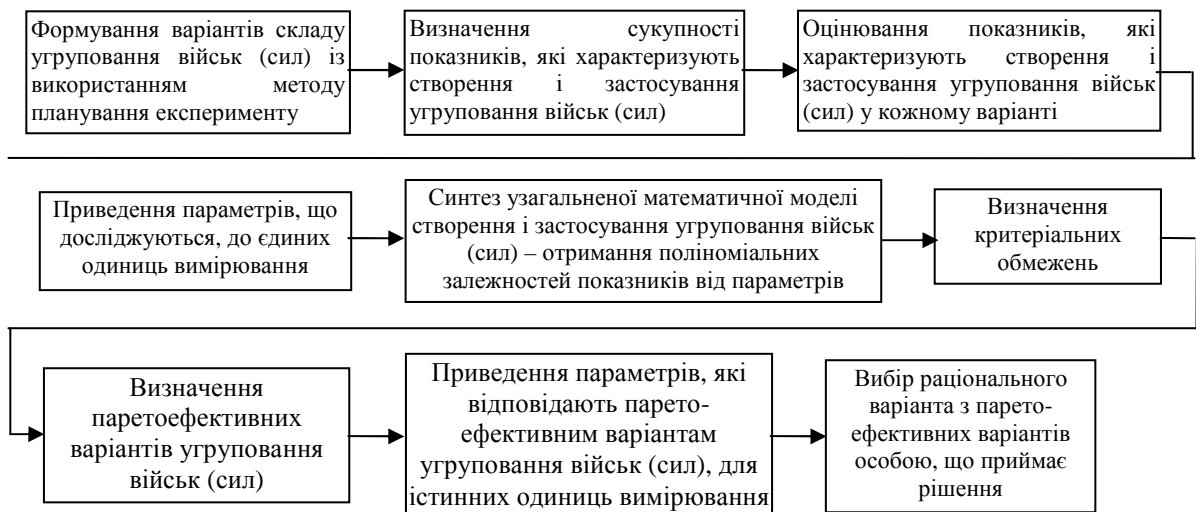 Формування варіантів складу
угруповання військ (сил) із
використанням методу
планування експерименту
Визначення сукупності
показників, які характеризують
створення і застосування
угруповання військ (сил)
Оцінювання показників, які
характеризують створення і
застосування угруповання військ
(сил) у кожному варіанті
Приведення параметрів, що
досліджуються, до єдиних
одиниць вимірювання
Синтез узагальненої математичної моделі
створення і застосування угруповання військ
(сил) – отримання поліноміальних
залежностей показників від параметрів
Визначення
критеріальних
обмежень
Визначення
паретоефективних
варіантів угруповання
військ (сил)
Приведення параметрів, які
відповідають парето-
ефективним варіантам
угруповання військ (сил), для
істинних одиниць вимірювання
Вибір раціонального
варіанта з парето-
ефективних варіантів
особою, що приймає
рішення